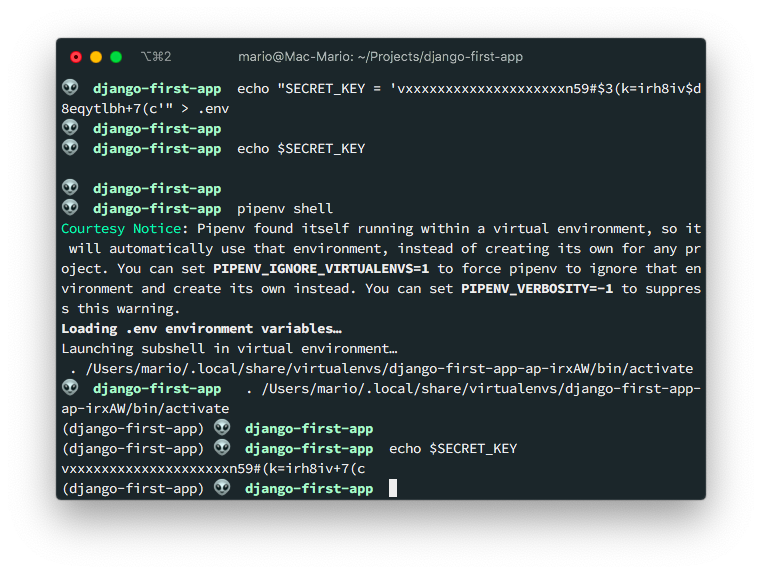 ⌥⌘2 mario@Mac-Mario: ~/Projects/django-first-app
👽 django-first-app echo "SECRET_KEY = 'vxxxxxxxxxxxxxxxxxxxxn59#$3(k=irh8iv$d
8eqytlbh+7(c'" > .env
👽 django-first-app
👽 django-first-app echo $SECRET_KEY
👽 django-first-app
👽 django-first-app pipenv shell
Courtesy Notice: Pipenv found itself running within a virtual environment, so it
will automatically use that environment, instead of creating its own for any pr
oject. You can set PIPENV_IGNORE_VIRTUALENVS=1 to force pipenv to ignore that en
vironment and create its own instead. You can set PIPENV_VERBOSITY=-1 to suppres
s this warning.
Loading .env environment variables…
Launching subshell in virtual environment…
. /Users/mario/.local/share/virtualenvs/django-first-app-ap-irxAW/bin/activate
👽 django-first-app . /Users/mario/.local/share/virtualenvs/django-first-app-
ap-irxAW/bin/activate
(django-first-app) 👽 django-first-app
(django-first-app) 👽 django-first-app echo $SECRET_KEY
vxxxxxxxxxxxxxxxxxxxxn59#(k=irh8iv+7(c
(django-first-app) 👽 django-first-app